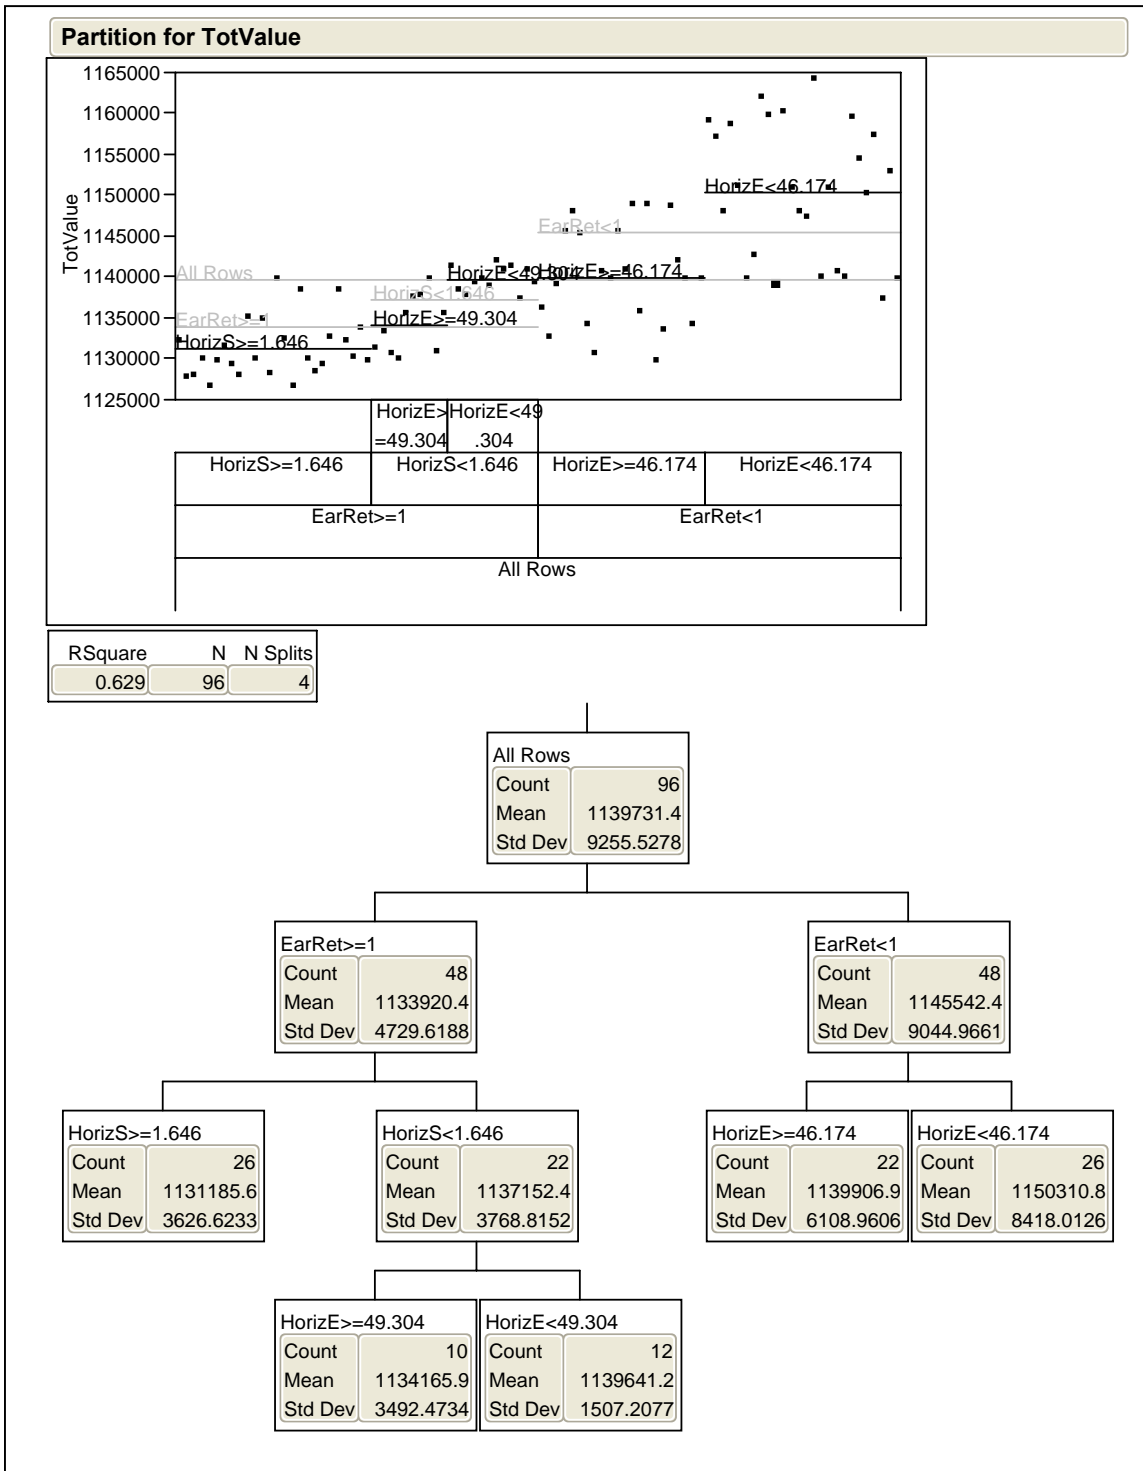 Partition for TotValue
1165000
1160000
1155000
1150000
1145000
1140000
1135000
1130000
1125000
TotValue
HorizE<46.174
EarRet<1
All Rows
HorizE<49.304
HorizE>=46.174
HorizS<1.646
EarRet>=1
HorizE>=49.304
HorizS>=1.646
HorizE>
=49.304
HorizE<49
.304
HorizS>=1.646 HorizS<1.646 HorizE>=46.174 HorizE<46.174
EarRet>=1 EarRet<1
All Rows
RSquare N N Splits
0.629 96 4
All Rows
Count 96
Mean 1139731.4
Std Dev 9255.5278
EarRet>=1
Count 48
Mean 1133920.4
Std Dev 4729.6188
EarRet<1
Count 48
Mean 1145542.4
Std Dev 9044.9661
HorizS>=1.646
Count 26
Mean 1131185.6
Std Dev 3626.6233
HorizS<1.646
Count 22
Mean 1137152.4
Std Dev 3768.8152
HorizE>=46.174
Count 22
Mean 1139906.9
Std Dev 6108.9606
HorizE<46.174
Count 26
Mean 1150310.8
Std Dev 8418.0126
HorizE>=49.304
Count 10
Mean 1134165.9
Std Dev 3492.4734
HorizE<49.304
Count 12
Mean 1139641.2
Std Dev 1507.2077